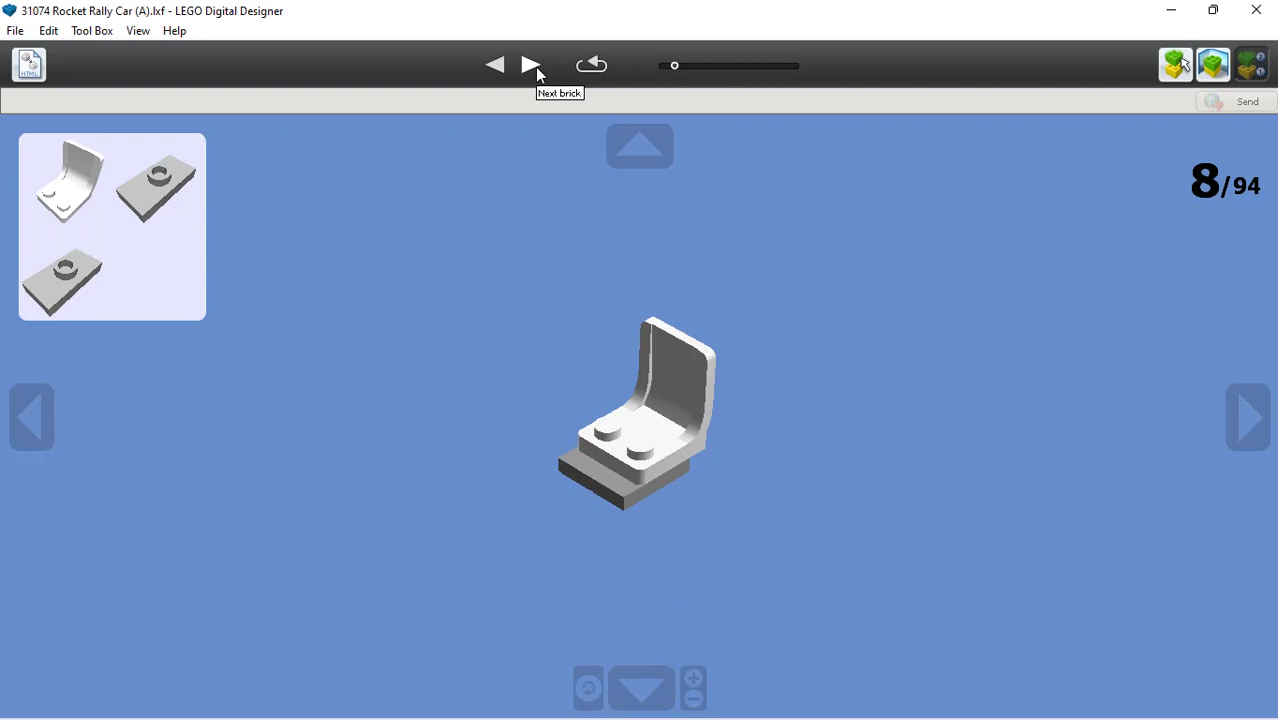 31074 Rocket Rally Car (A).lxf - LEGO Digital Designer
File Edit Tool Box View Help
HTML
Next brick
Send
8/94